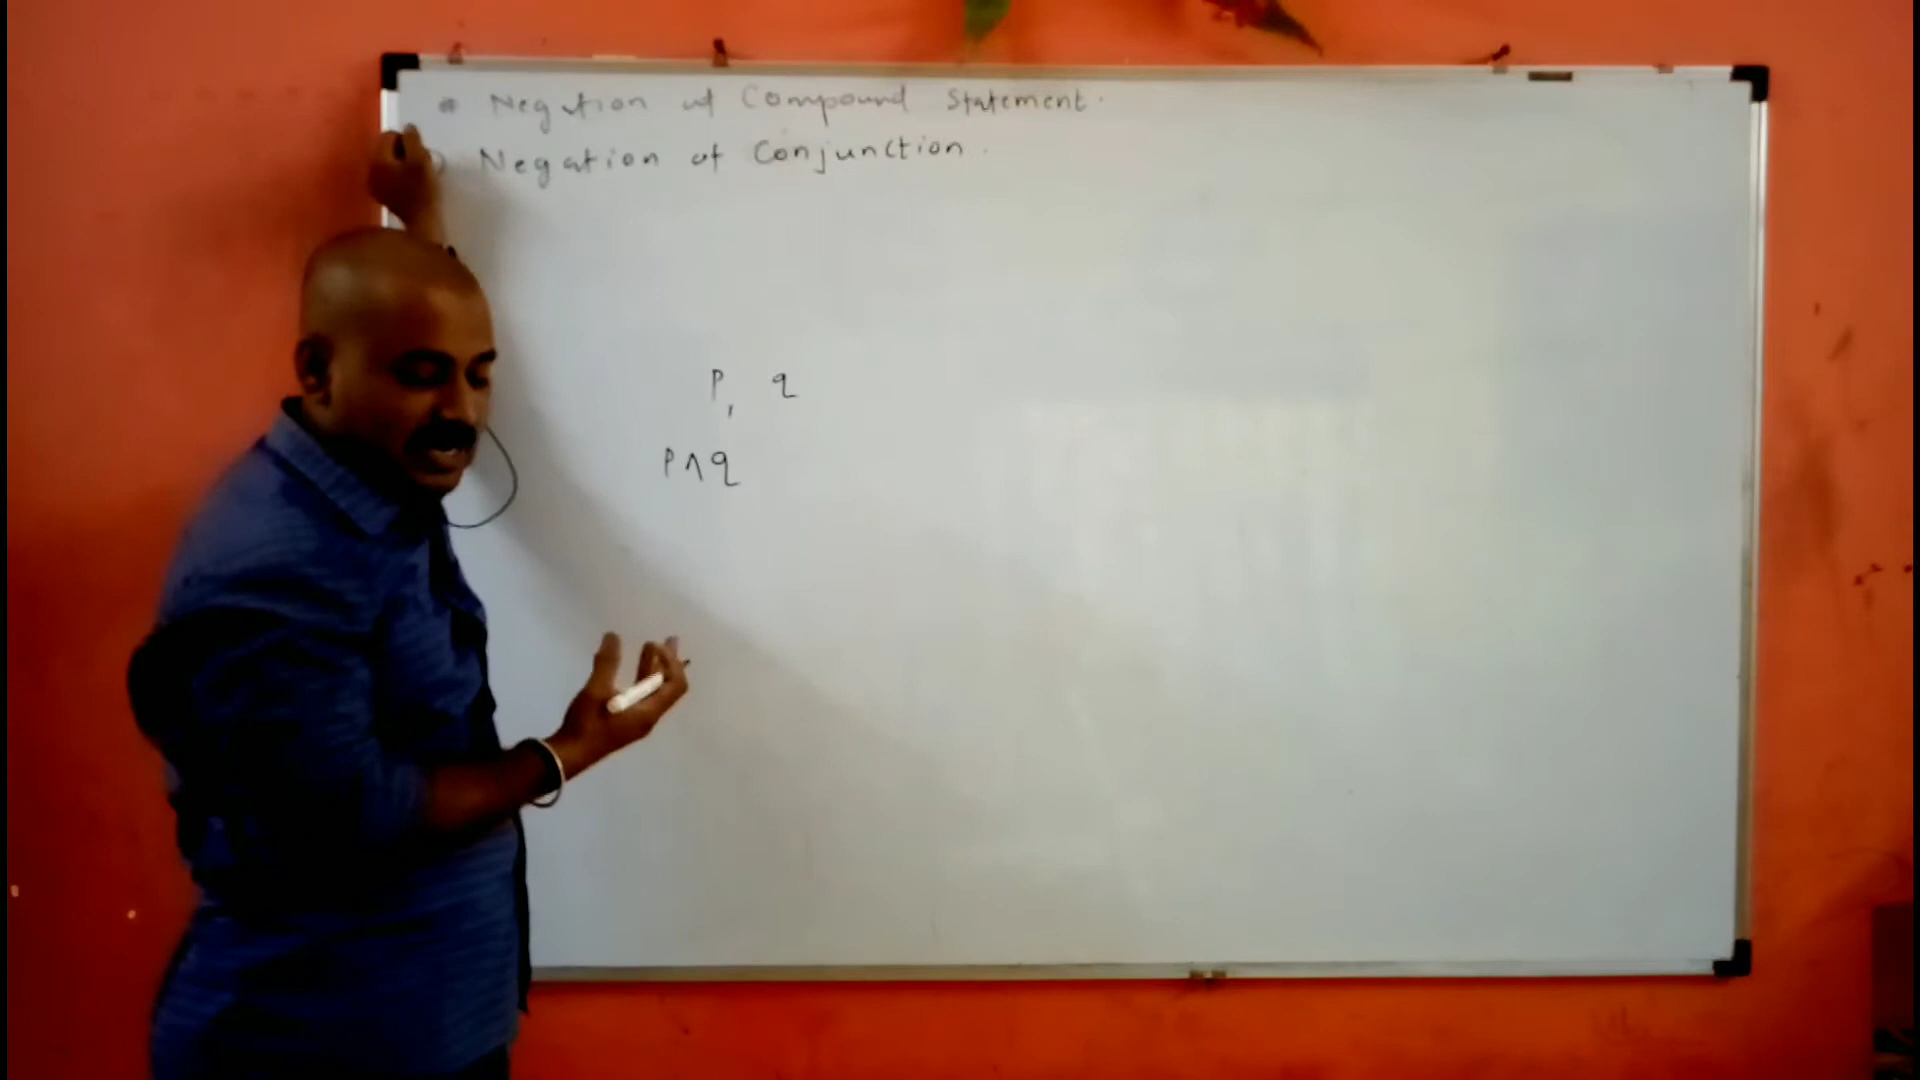 * Negation of Compound Statement.
) Negation of Conjunction.
P, q
P∧q